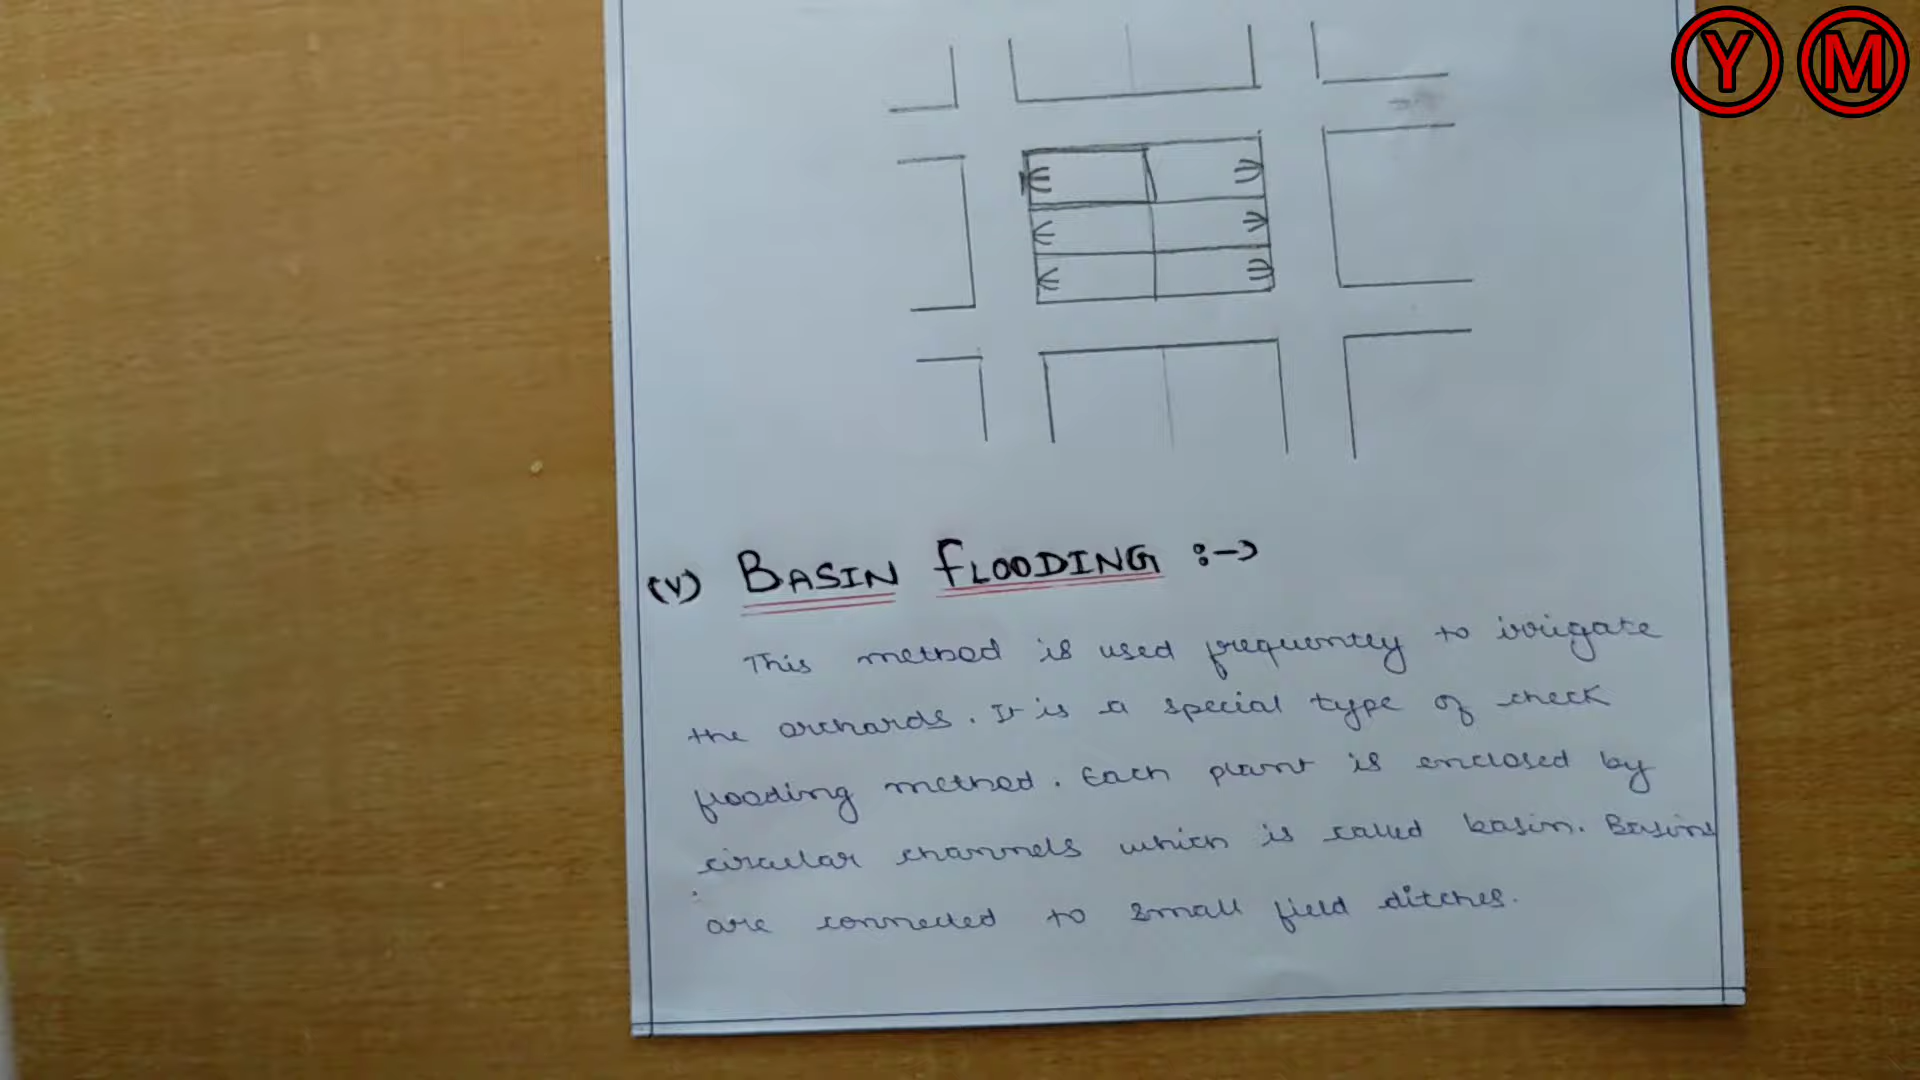 Y M
(V) BASIN FLOODING :->
This method is used frequently to irrigate
the orchards. It is a special type of check
flooding method. Each plant is enclosed by
circular channels which is called basin. Basins
are connected to small field ditches.